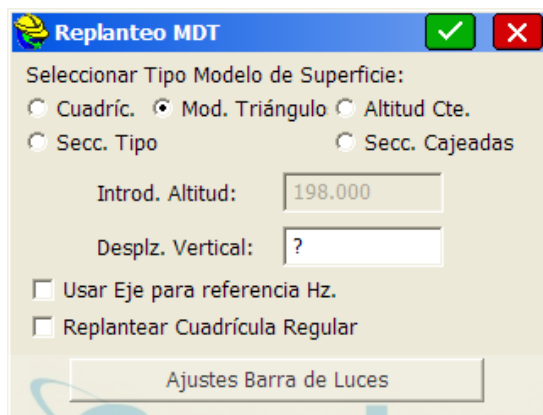 Replanteo MDT
Seleccionar Tipo Modelo de Superficie:
Cuadríc. Mod. Triángulo Altitud Cte.
Secc. Tipo Secc. Cajeadas
Introd. Altitud: 198.000
Desplz. Vertical: ?
Usar Eje para referencia Hz.
Replantear Cuadrícula Regular
Ajustes Barra de Luces